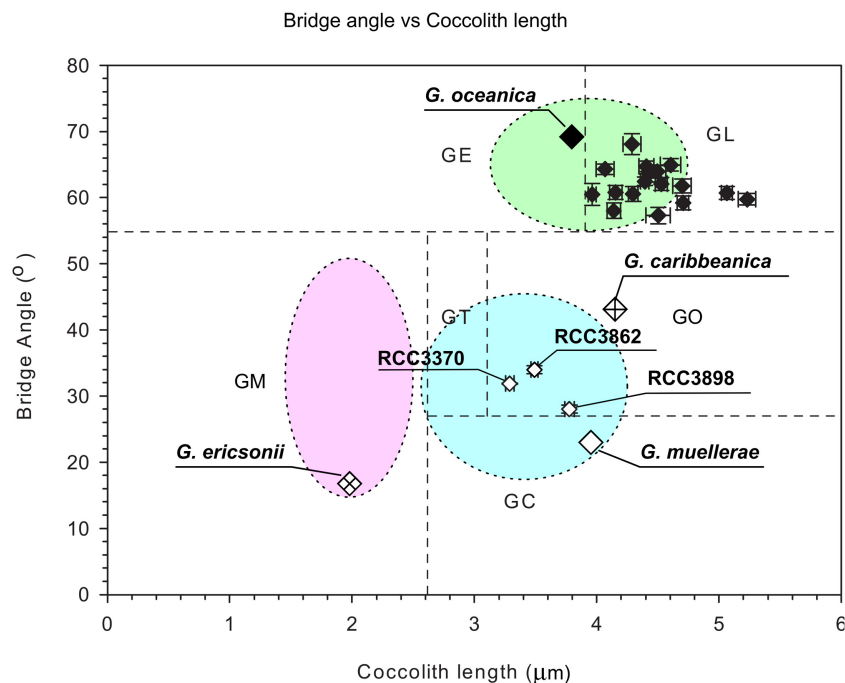 Bridge angle vs Coccolith length
80
G. oceanica
70
GE
GL
60
50
G. caribbeanica
Bridge Angle (°)
40
GT
GO
RCC3862
RCC3370
GM
30
RCC3898
20
G. ericsonii
G. muellerae
GC
10
0
0 1 2 3 4 5 6
Coccolith length (μm)